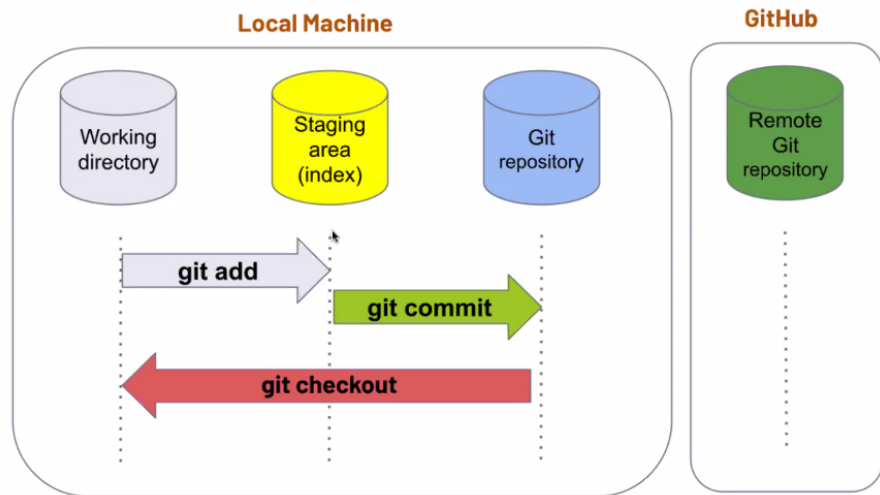 Local Machine
GitHub
Working
directory
Staging
area
(index)
Git
repository
Remote
Git
repository
git add
git commit
git checkout